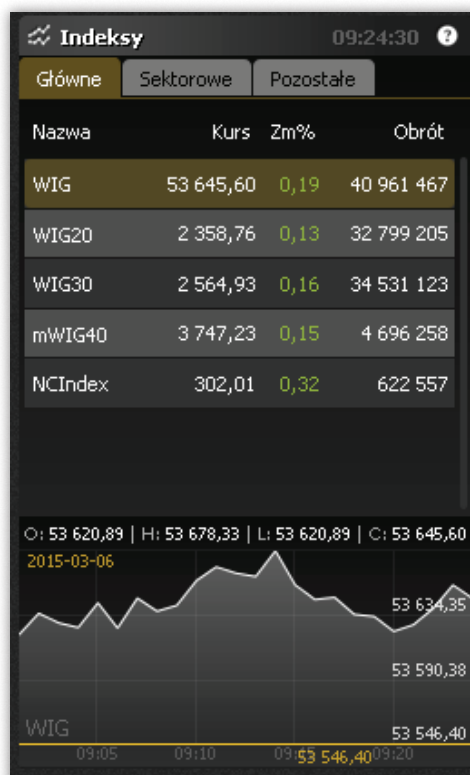 Indeksy 09:24:30 ?
Główne Sektorowe Pozostałe
Nazwa Kurs Zm% Obrót
WIG 53 645,60 0,19 40 961 467
WIG20 2 358,76 0,13 32 799 205
WIG30 2 564,93 0,16 34 531 123
mWIG40 3 747,23 0,15 4 696 258
NCIndex 302,01 0,32 622 557
O: 53 620,89 | H: 53 678,33 | L: 53 620,89 | C: 53 645,60
2015-03-06
53 634,35
53 590,38
WIG 53 546,40
09:05 09:10 53 546,40 09:20